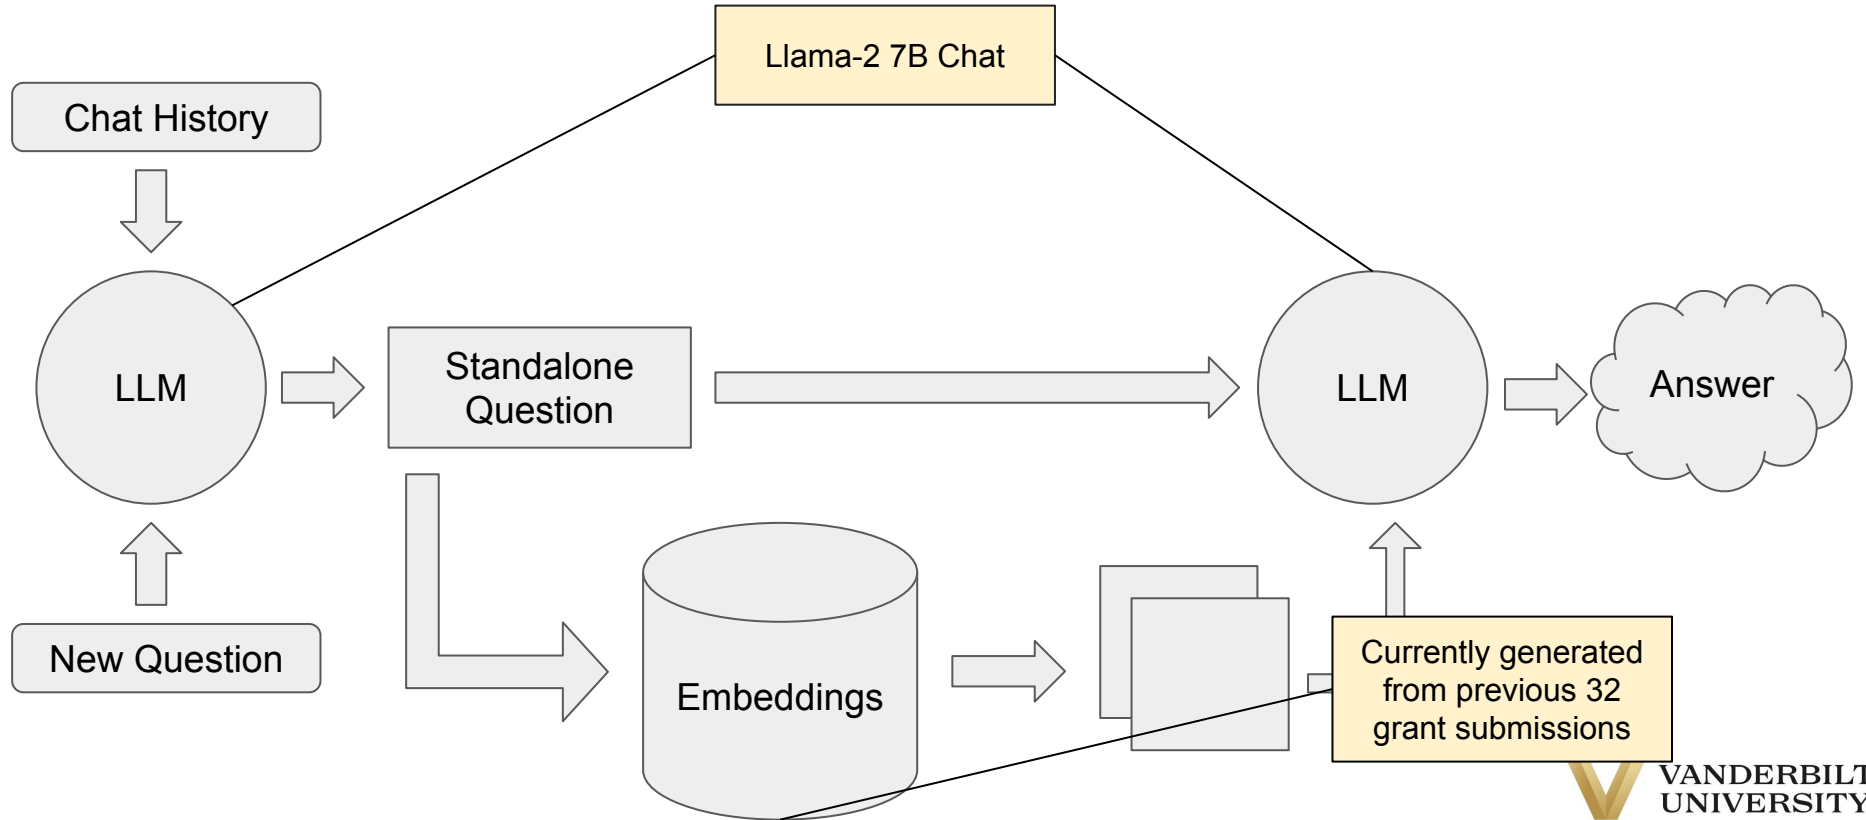 Llama-2 7B Chat
Chat History
LLM
Standalone
Question
LLM
Answer
New Question
Embeddings
Currently generated
from previous 32
grant submissions
VANDERBILT
UNIVERSITY